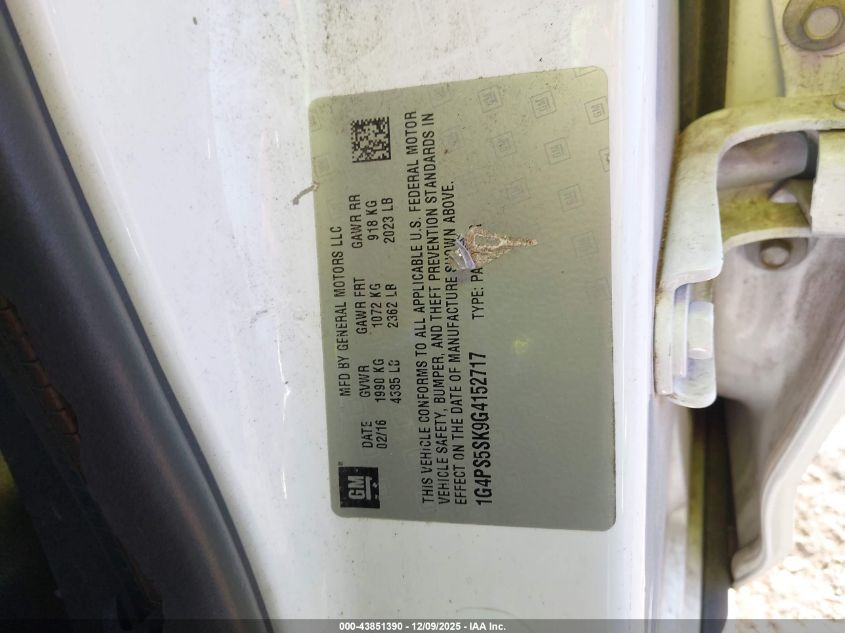 GM
MFD BY GENERAL MOTORS LLC
DATE GVWR GAWR FRT GAWR RR
02/16 1990 KG 1072 KG 918 KG
4385 LB 2362 LB 2023 LB
THIS VEHICLE CONFORMS TO ALL APPLICABLE U.S. FEDERAL MOTOR
VEHICLE SAFETY, BUMPER, AND THEFT PREVENTION STANDARDS IN
EFFECT ON THE DATE OF MANUFACTURE SHOWN ABOVE.
1G4PS5SK9G4152717 TYPE:
000-43851390 - 12/09/2025 - IAA Inc.